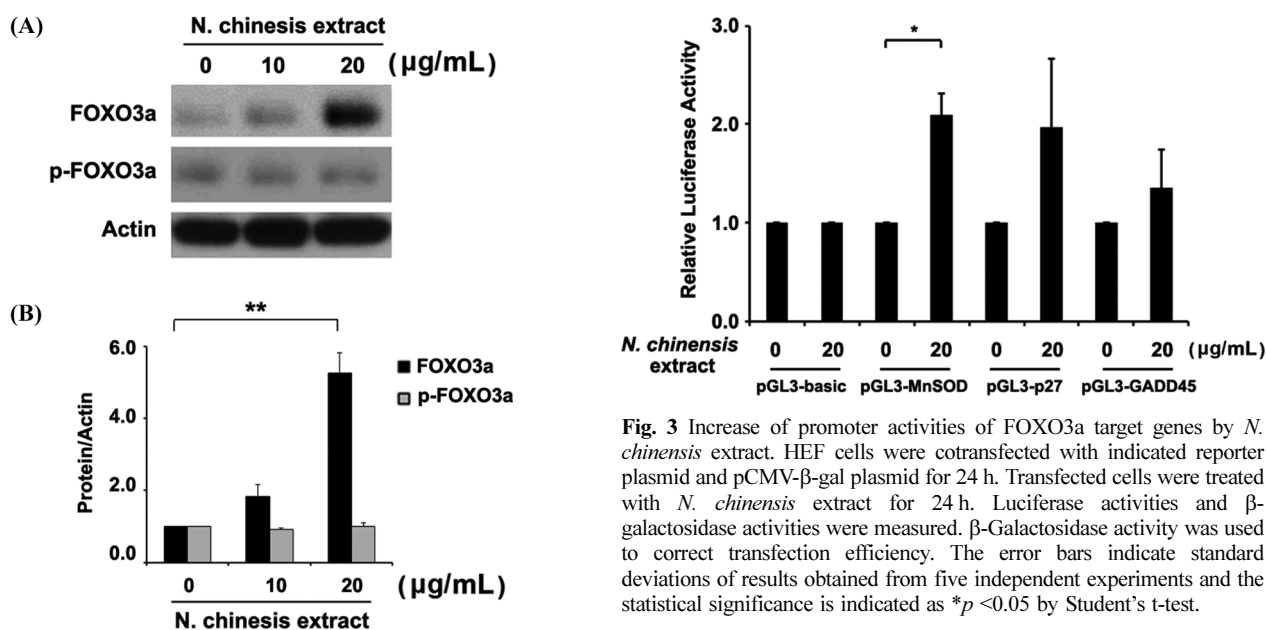 (A)
N. chinesis extract
0 10 20 (μg/mL)
FOXO3a
p-FOXO3a
Actin
(B)
**
6.0
4.0
2.0
0.0
Protein/Actin
FOXO3a
p-FOXO3a
0 10 20 (μg/mL)
N. chinesis extract
3.0
2.0
1.0
0.0
Relative Luciferase Activity
*
N. chinensis extract
0 20 0 20 0 20 0 20 (μg/mL)
pGL3-basic pGL3-MnSOD pGL3-p27 pGL3-GADD45
Fig. 3 Increase of promoter activities of FOXO3a target genes by N.
chinensis extract. HEF cells were cotransfected with indicated reporter
plasmid and pCMV-β-gal plasmid for 24 h. Transfected cells were treated
with N. chinensis extract for 24 h. Luciferase activities and β-
galactosidase activities were measured. β-Galactosidase activity was used
to correct transfection efficiency. The error bars indicate standard
deviations of results obtained from five independent experiments and the
statistical significance is indicated as *p <0.05 by Student's t-test.